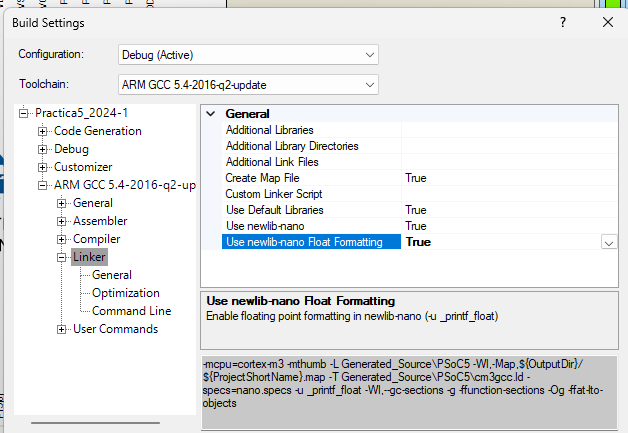 Build Settings
Configuration:
Debug (Active)
Toolchain:
ARM GCC 5.4-2016-q2-update
Practica5_2024-1
Code Generation
Debug
Customizer
ARM GCC 5.4-2016-q2-up
General
Assembler
Compiler
Linker
General
Optimization
Command Line
User Commands
General
Additional Libraries
Additional Library Directories
Additional Link Files
Create Map File True
Custom Linker Script
Use Default Libraries True
Use newlib-nano True
Use newlib-nano Float Formatting True
Use newlib-nano Float Formatting
Enable floating point formatting in newlib-nano (-u _printf_float)
-mcpu=cortex-m3 -mthumb -L Generated_Source\PSoC5 -Wl,-Map,${OutputDir}/
${ProjectShortName}.map -T Generated_Source\PSoC5\cm3gcc.ld -
specs=nano.specs -u _printf_float -Wl,--gc-sections -g -ffunction-sections -Og -ffat-lto-
objects